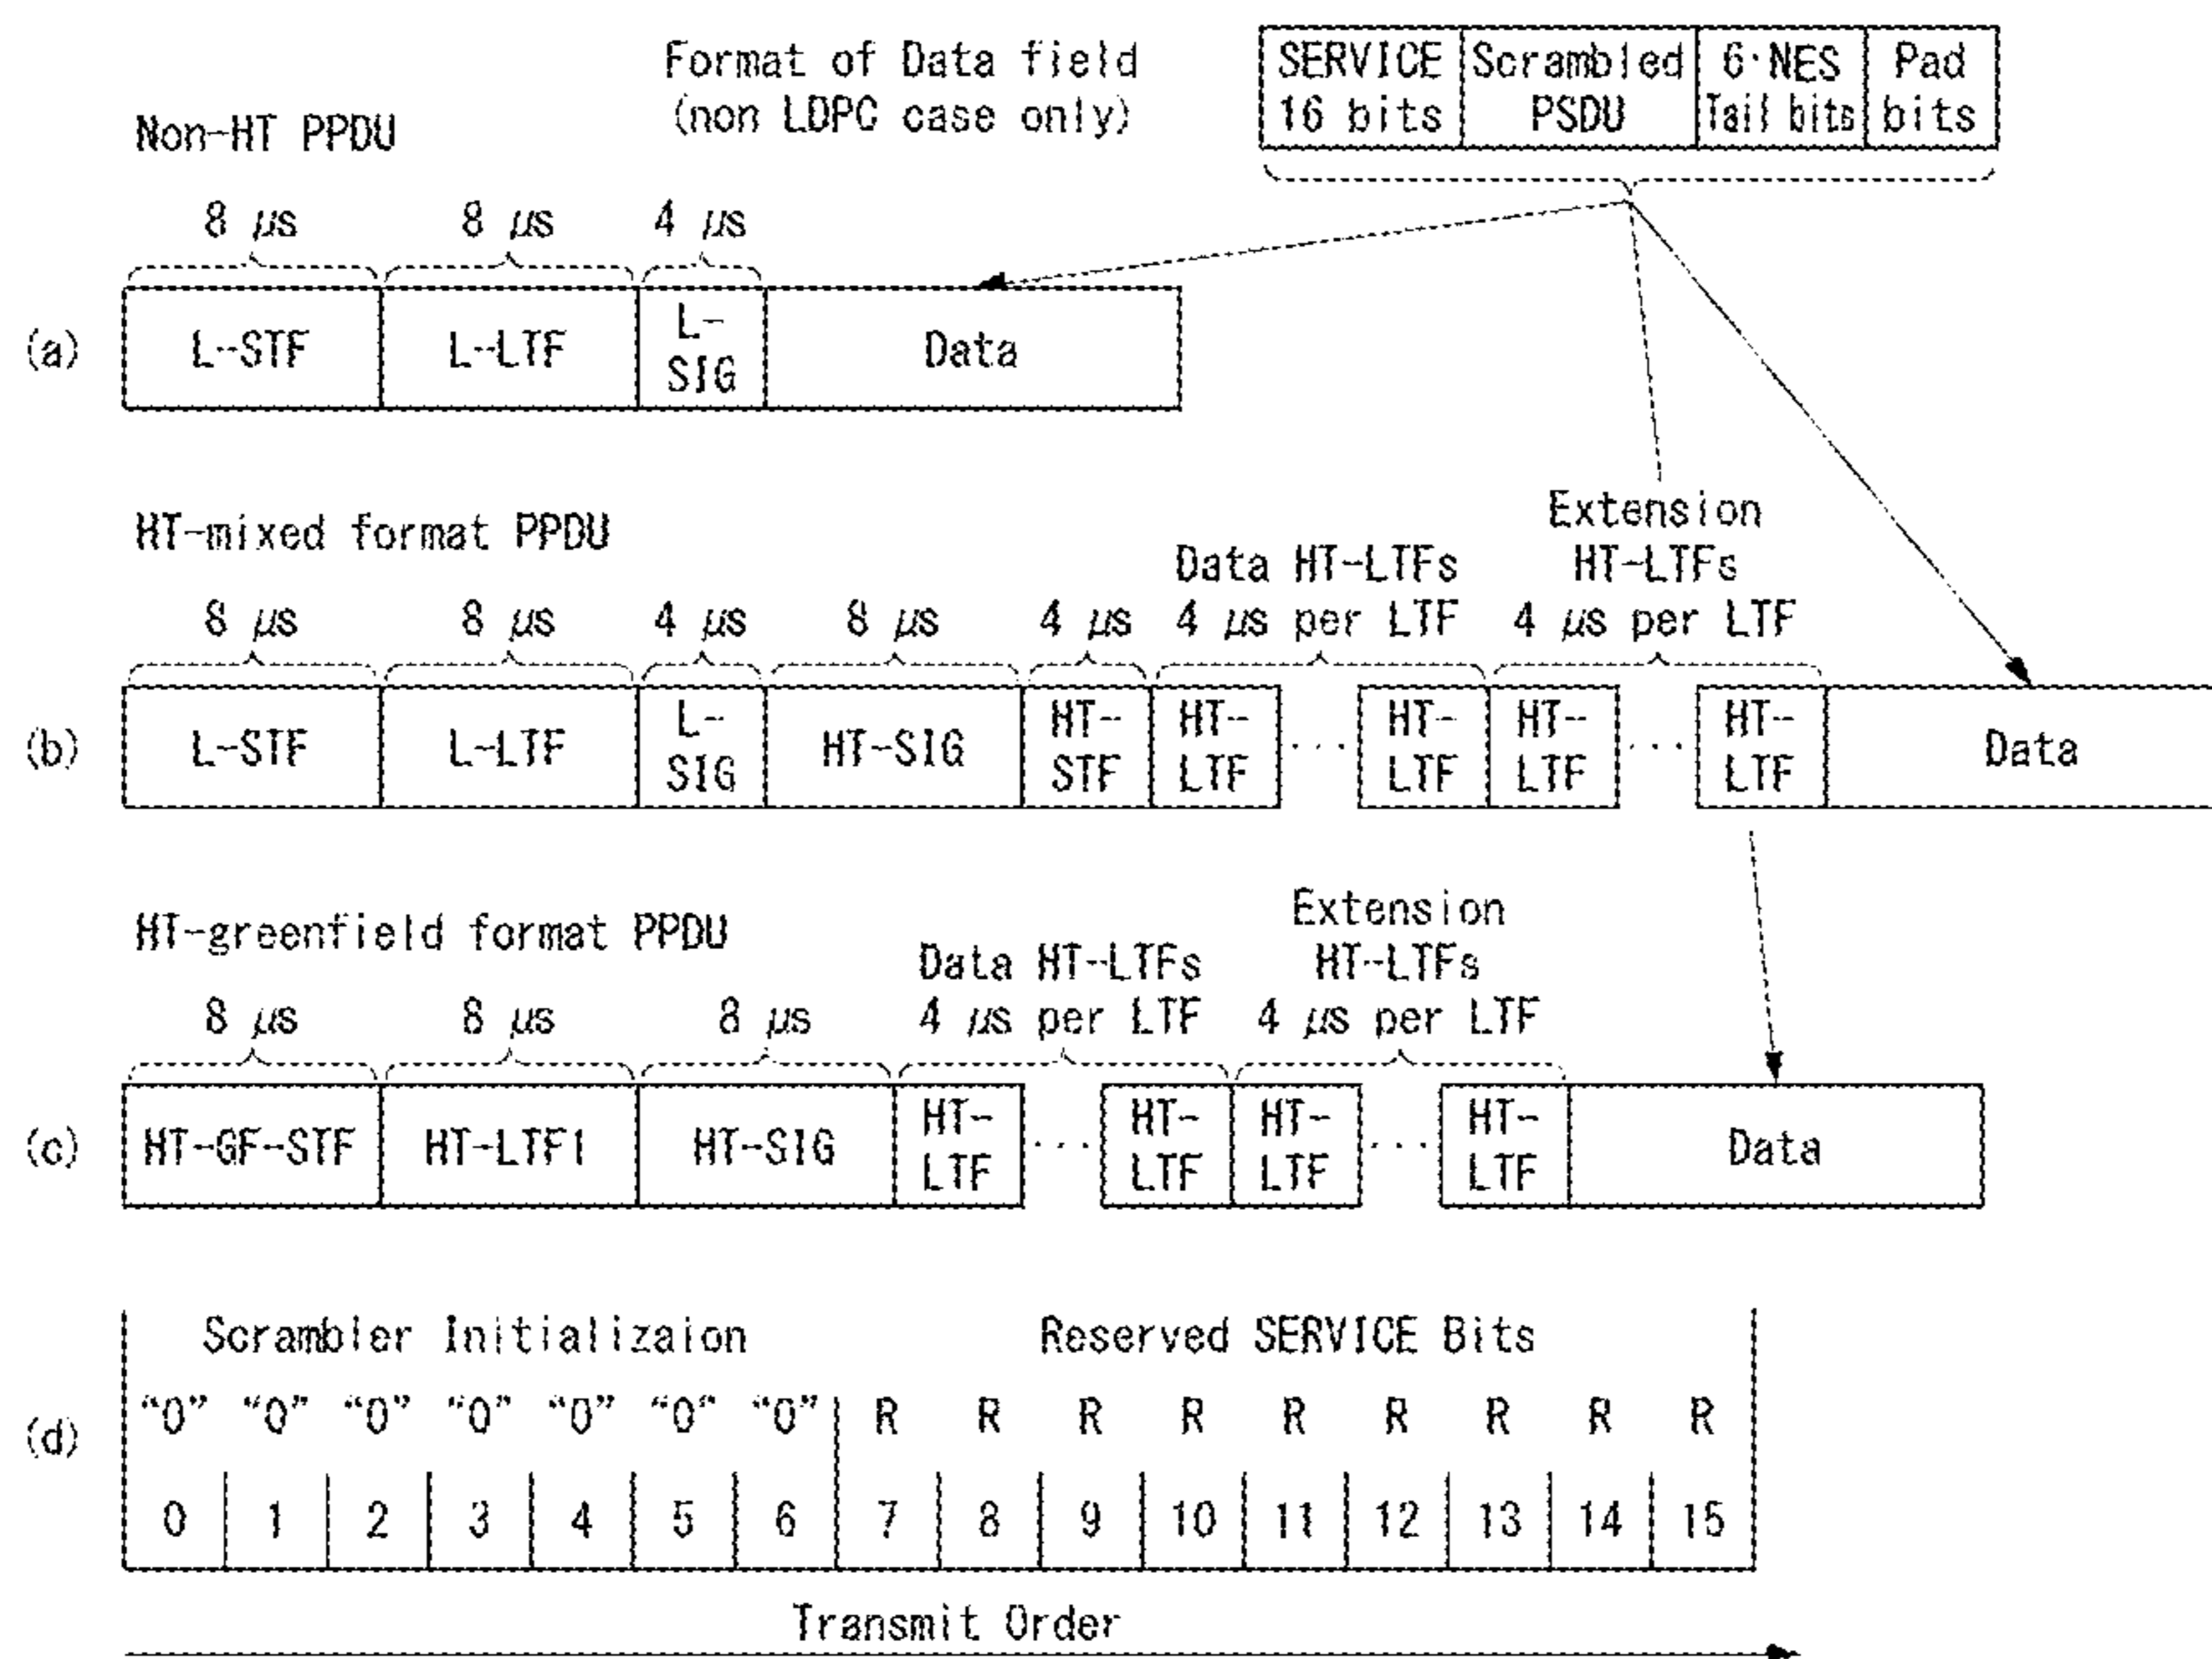 Format of Data field
(non LDPC case only)
SERVICE 16 bits
Scrambled PSDU
6·NES Tail bits
Pad bits
Non-HT PPDU
8 μs 8 μs 4 μs
(a) L-STF L-LTF L-SIG Data
HT-mixed format PPDU
Data HT-LTFs
Extension HT-LTFs
8 μs 8 μs 4 μs 8 μs 4 μs 4 μs per LTF 4 μs per LTF
(b) L-STF L-LTF L-SIG HT-SIG HT-STF HT-LTF ... HT-LTF HT-LTF ... HT-LTF Data
HT-greenfield format PPDU
Data HT-LTFs
Extension HT-LTFs
8 μs 8 μs 8 μs 4 μs per LTF 4 μs per LTF
(c) HT-GF-STF HT-LTF1 HT-SIG HT-LTF ... HT-LTF HT-LTF ... HT-LTF Data
Scrambler Initializaion Reserved SERVICE Bits
(d) “0” “0” “0” “0” “0” “0” “0” R R R R R R R R R
0 1 2 3 4 5 6 7 8 9 10 11 12 13 14 15
Transmit Order